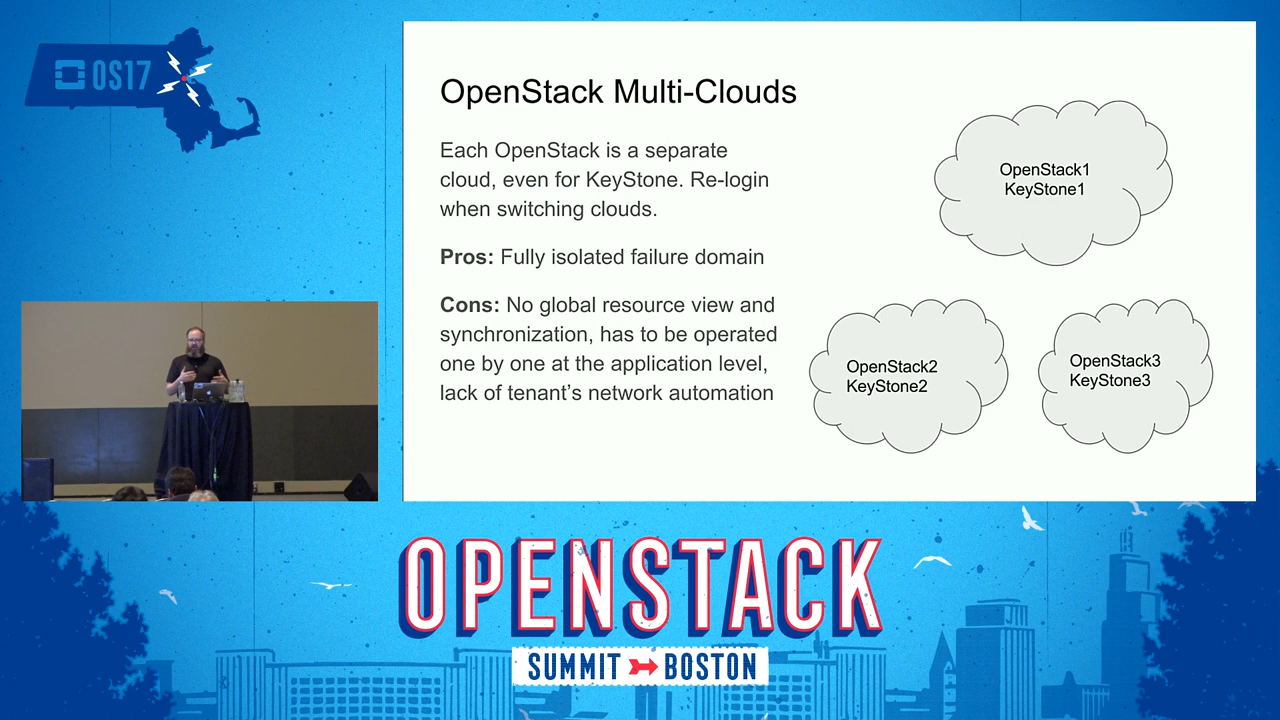 OS17
OpenStack Multi-Clouds
Each OpenStack is a separate
cloud, even for KeyStone. Re-login
when switching clouds.
Pros: Fully isolated failure domain
Cons: No global resource view and
synchronization, has to be operated
one by one at the application level,
lack of tenant’s network automation
OpenStack1
KeyStone1
OpenStack2
KeyStone2
OpenStack3
KeyStone3
OPENSTACK
SUMMIT BOSTON